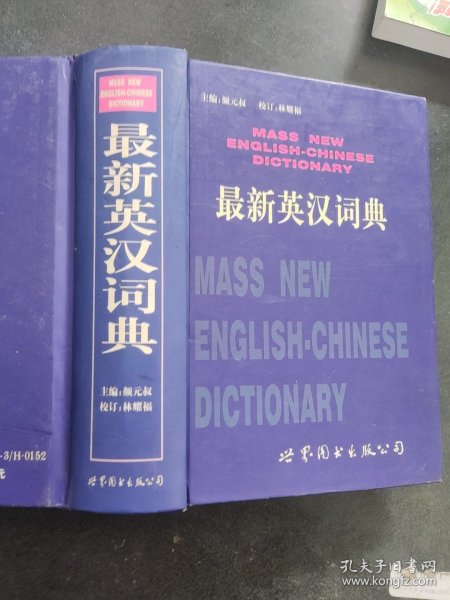 MASS NEW
ENGLISH-CHINESE
DICTIONARY
最新英汉词典
主编：颜元叔
校订：林耀福
世界图书出版公司
主编：颜元叔 校订：林耀福
MASS NEW
ENGLISH-CHINESE
DICTIONARY
最新英汉词典
MASS NEW
ENGLISH-CHINESE
DICTIONARY
世界图书出版公司
-3/H·0152
元
孔夫子旧书网
www.kongfz.com